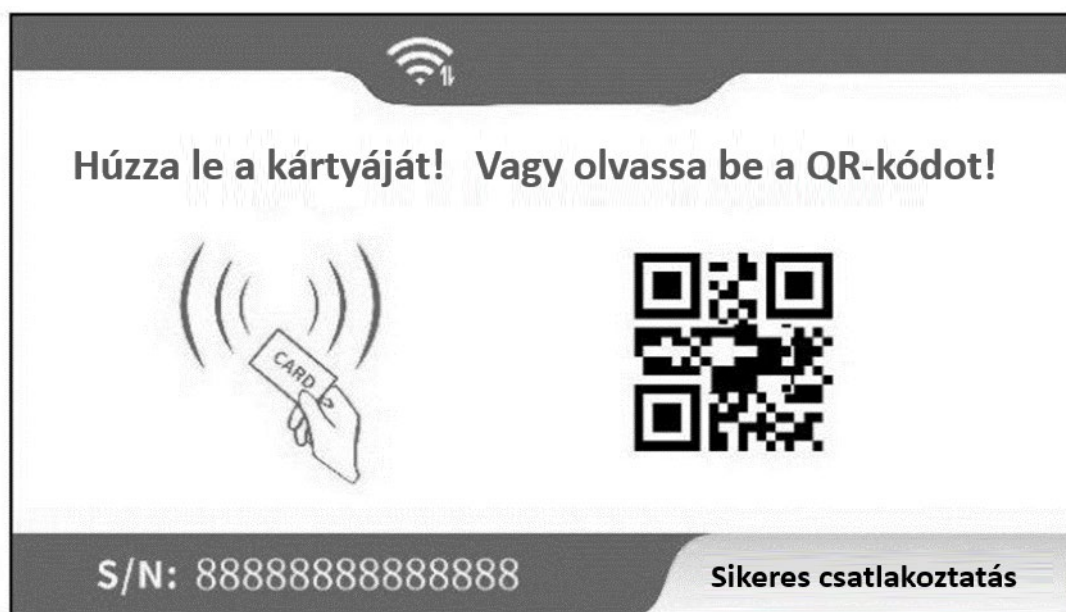 Húzza le a kártyáját! Vagy olvassa be a QR-kódot!
CARD
S/N: 88888888888888
Sikeres csatlakoztatás